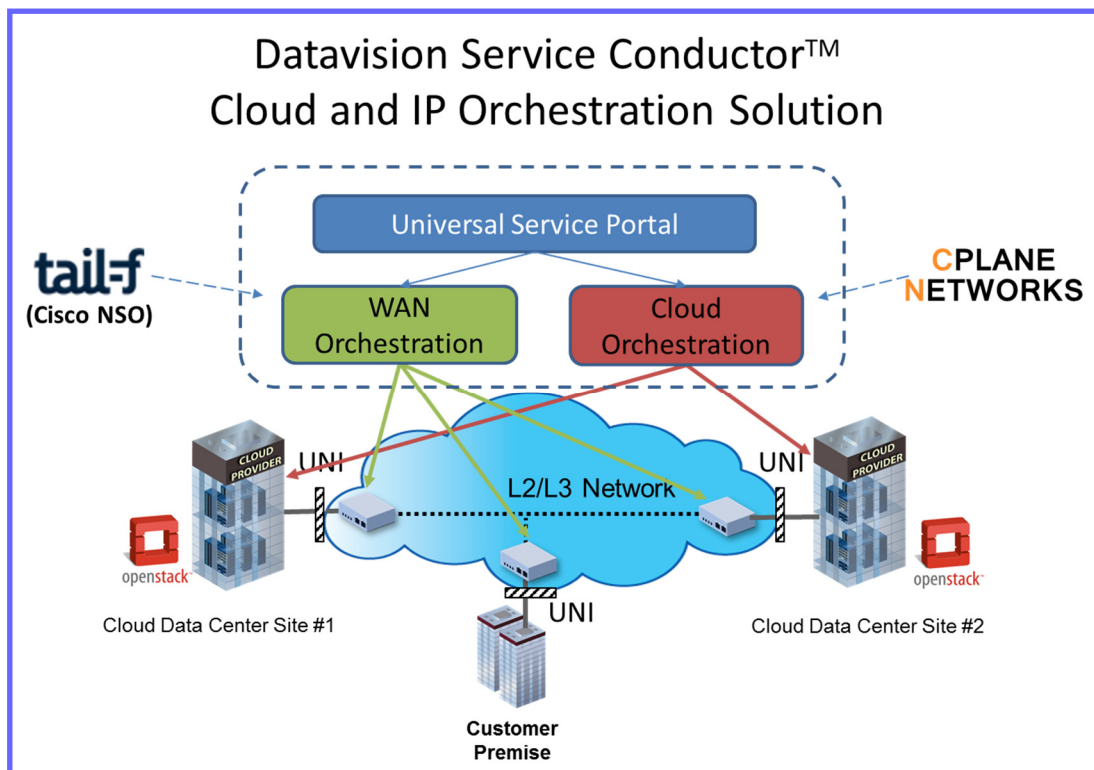 Datavision Service Conductor™
Cloud and IP Orchestration Solution
Universal Service Portal
tail-f
(Cisco NSO)
CPLANE
NETWORKS
WAN
Orchestration
Cloud
Orchestration
CLOUD
PROVIDER
UNI
L2/L3 Network
UNI
CLOUD
PROVIDER
openstack™
openstack™
UNI
Cloud Data Center Site #1
Cloud Data Center Site #2
Customer
Premise